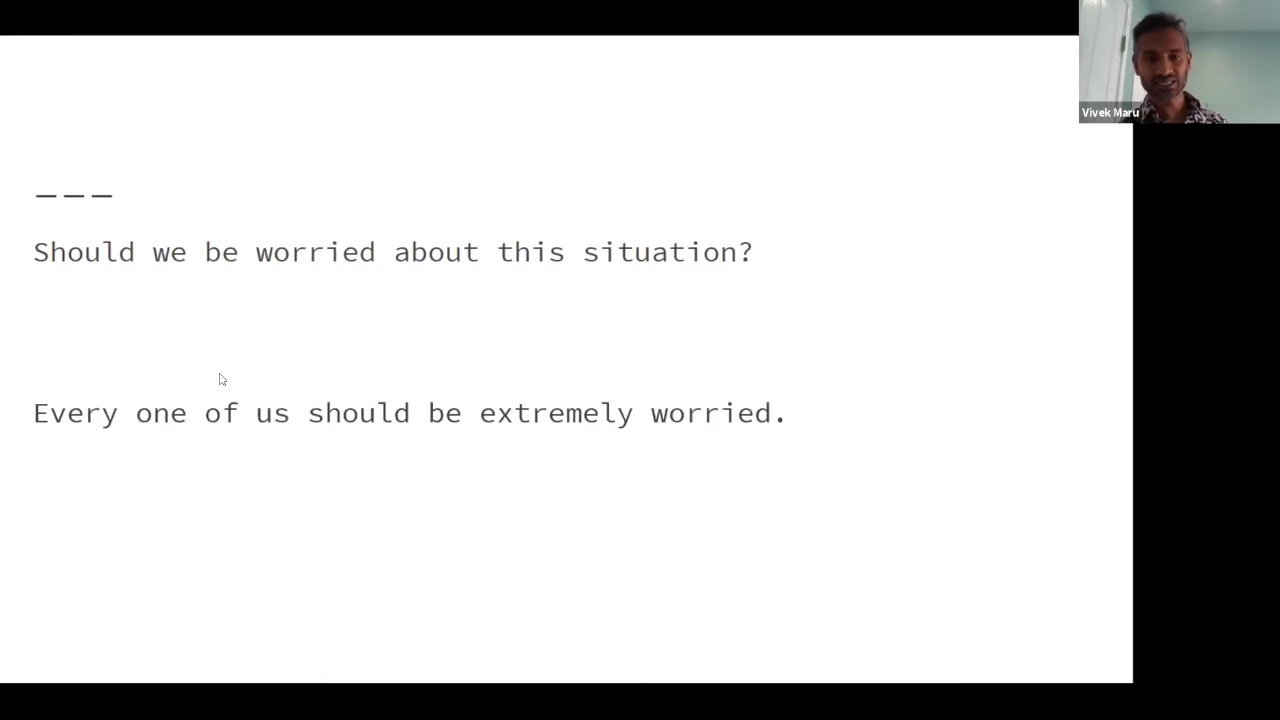 Vivek Maru
———
Should we be worried about this situation?
Every one of us should be extremely worried.